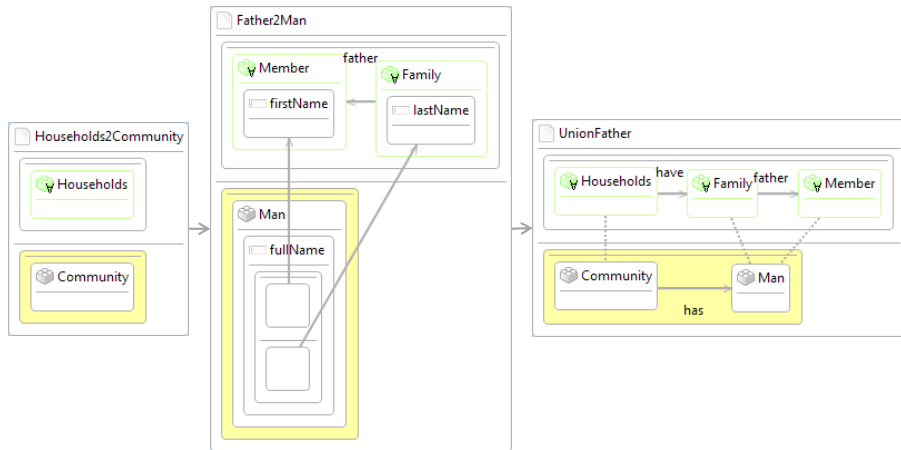 Households2Community
Households
Community
Father2Man
Member
father
Family
firstName
lastName
Man
fullName
UnionFather
Households
have
Family
father
Member
Community
Man
has